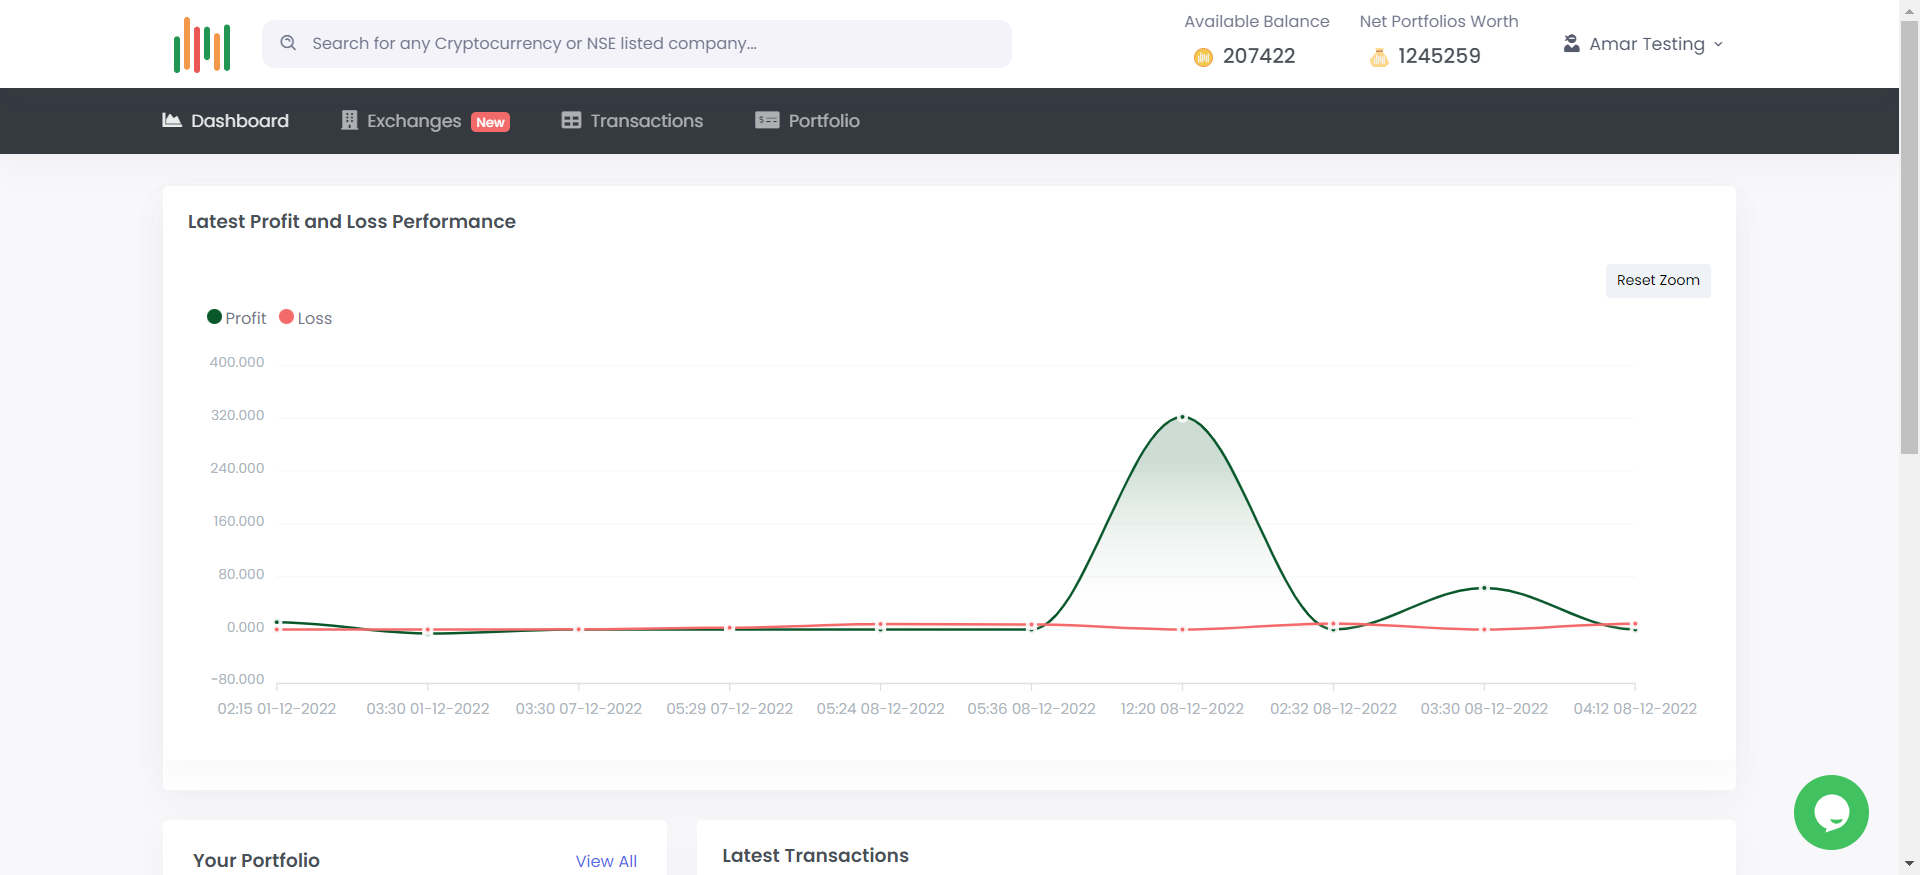 Search for any Cryptocurrency or NSE listed company...
Available Balance
207422
Net Portfolios Worth
1245259
Amar Testing
Dashboard
Exchanges New
Transactions
Portfolio
Latest Profit and Loss Performance
Reset Zoom
Profit
Loss
400.000
320.000
240.000
160.000
80.000
0.000
-80.000
02:15 01-12-2022
03:30 01-12-2022
03:30 07-12-2022
05:29 07-12-2022
05:24 08-12-2022
05:36 08-12-2022
12:20 08-12-2022
02:32 08-12-2022
03:30 08-12-2022
04:12 08-12-2022
Your Portfolio
View All
Latest Transactions